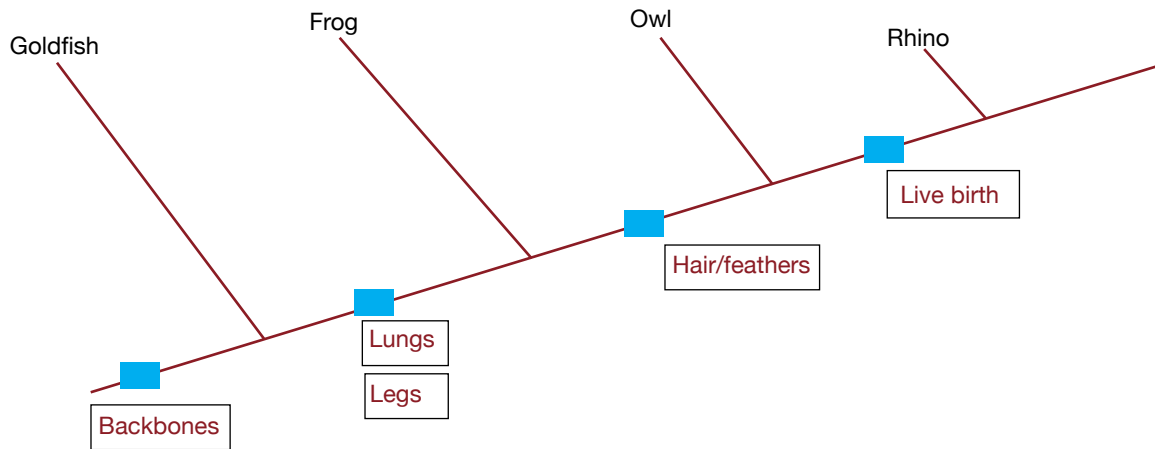 Goldfish
Frog
Owl
Rhino
Live birth
Hair/feathers
Lungs
Legs
Backbones